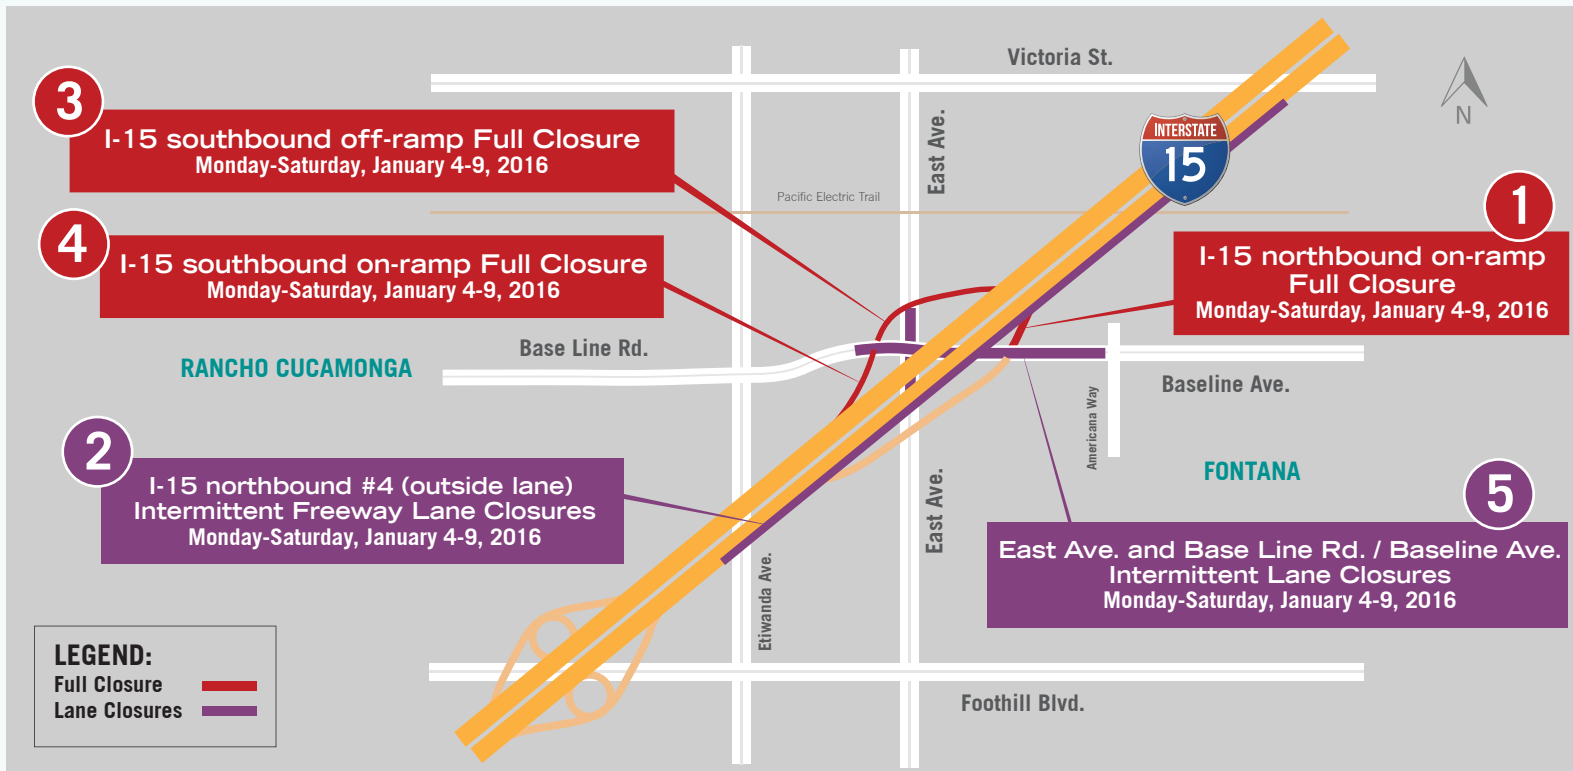 Victoria St.
3
I-15 southbound off-ramp Full Closure
Monday-Saturday, January 4-9, 2016
East Ave.
INTERSTATE
15
N
Pacific Electric Trail
1
I-15 northbound on-ramp
Full Closure
Monday-Saturday, January 4-9, 2016
4
I-15 southbound on-ramp Full Closure
Monday-Saturday, January 4-9, 2016
Base Line Rd.
RANCHO CUCAMONGA
Baseline Ave.
Americana Way
FONTANA
2
I-15 northbound #4 (outside lane)
Intermittent Freeway Lane Closures
Monday-Saturday, January 4-9, 2016
East Ave.
5
East Ave. and Base Line Rd. / Baseline Ave.
Intermittent Lane Closures
Monday-Saturday, January 4-9, 2016
Etiwanda Ave.
LEGEND:
Full Closure
Lane Closures
Foothill Blvd.